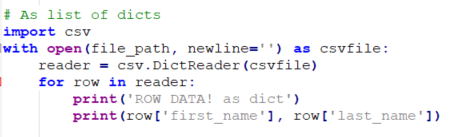 # As list of dicts
import csv
with open(file_path, newline='') as csvfile:
    reader = csv.DictReader(csvfile)
    for row in reader:
        print('ROW DATA! as dict')
        print(row['first_name'], row['last_name'])